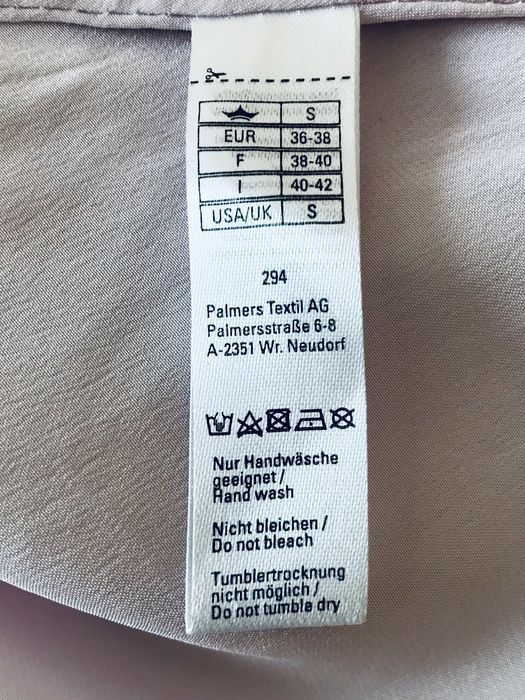 S
EUR 36-38
F 38-40
I 40-42
USA/UK S
294
Palmers Textil AG
Palmersstraße 6-8
A-2351 Wr. Neudorf
Nur Handwäsche
geeignet /
Hand wash
Nicht bleichen /
Do not bleach
Tumblertrocknung
nicht möglich /
Do not tumble dry